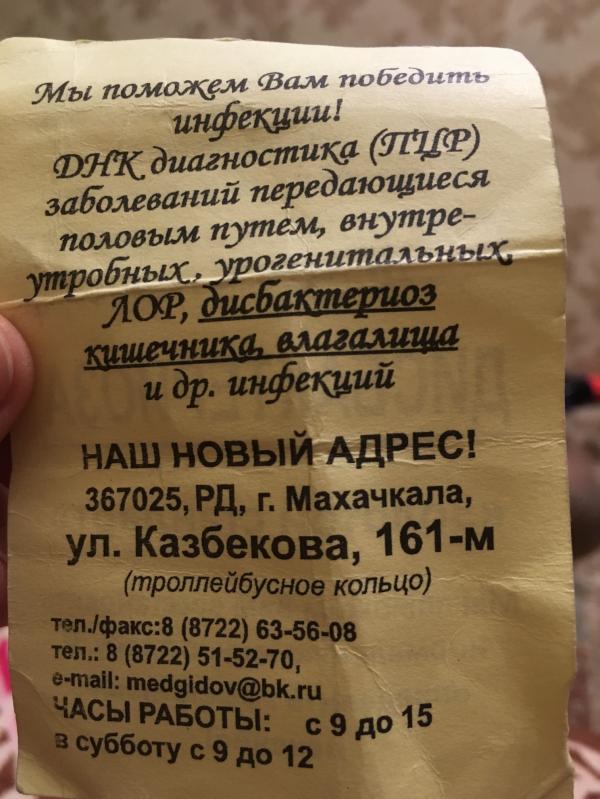 Мы поможем Вам победить
инфекции!
ДНК диагностика (ПЦР)
заболеваний передающиеся
половым путем, внутре-
утробных, урогенитальных,
ЛОР, дисбактериоз
кишечника, влагалища
и др. инфекций
НАШ НОВЫЙ АДРЕС!
367025, РД, г. Махачкала,
ул. Казбекова, 161-м
(троллейбусное кольцо)
тел./факс:8 (8722) 63-56-08
тел.: 8 (8722) 51-52-70,
e-mail: medgidov@bk.ru
ЧАСЫ РАБОТЫ: с 9 до 15
в субботу с 9 до 12